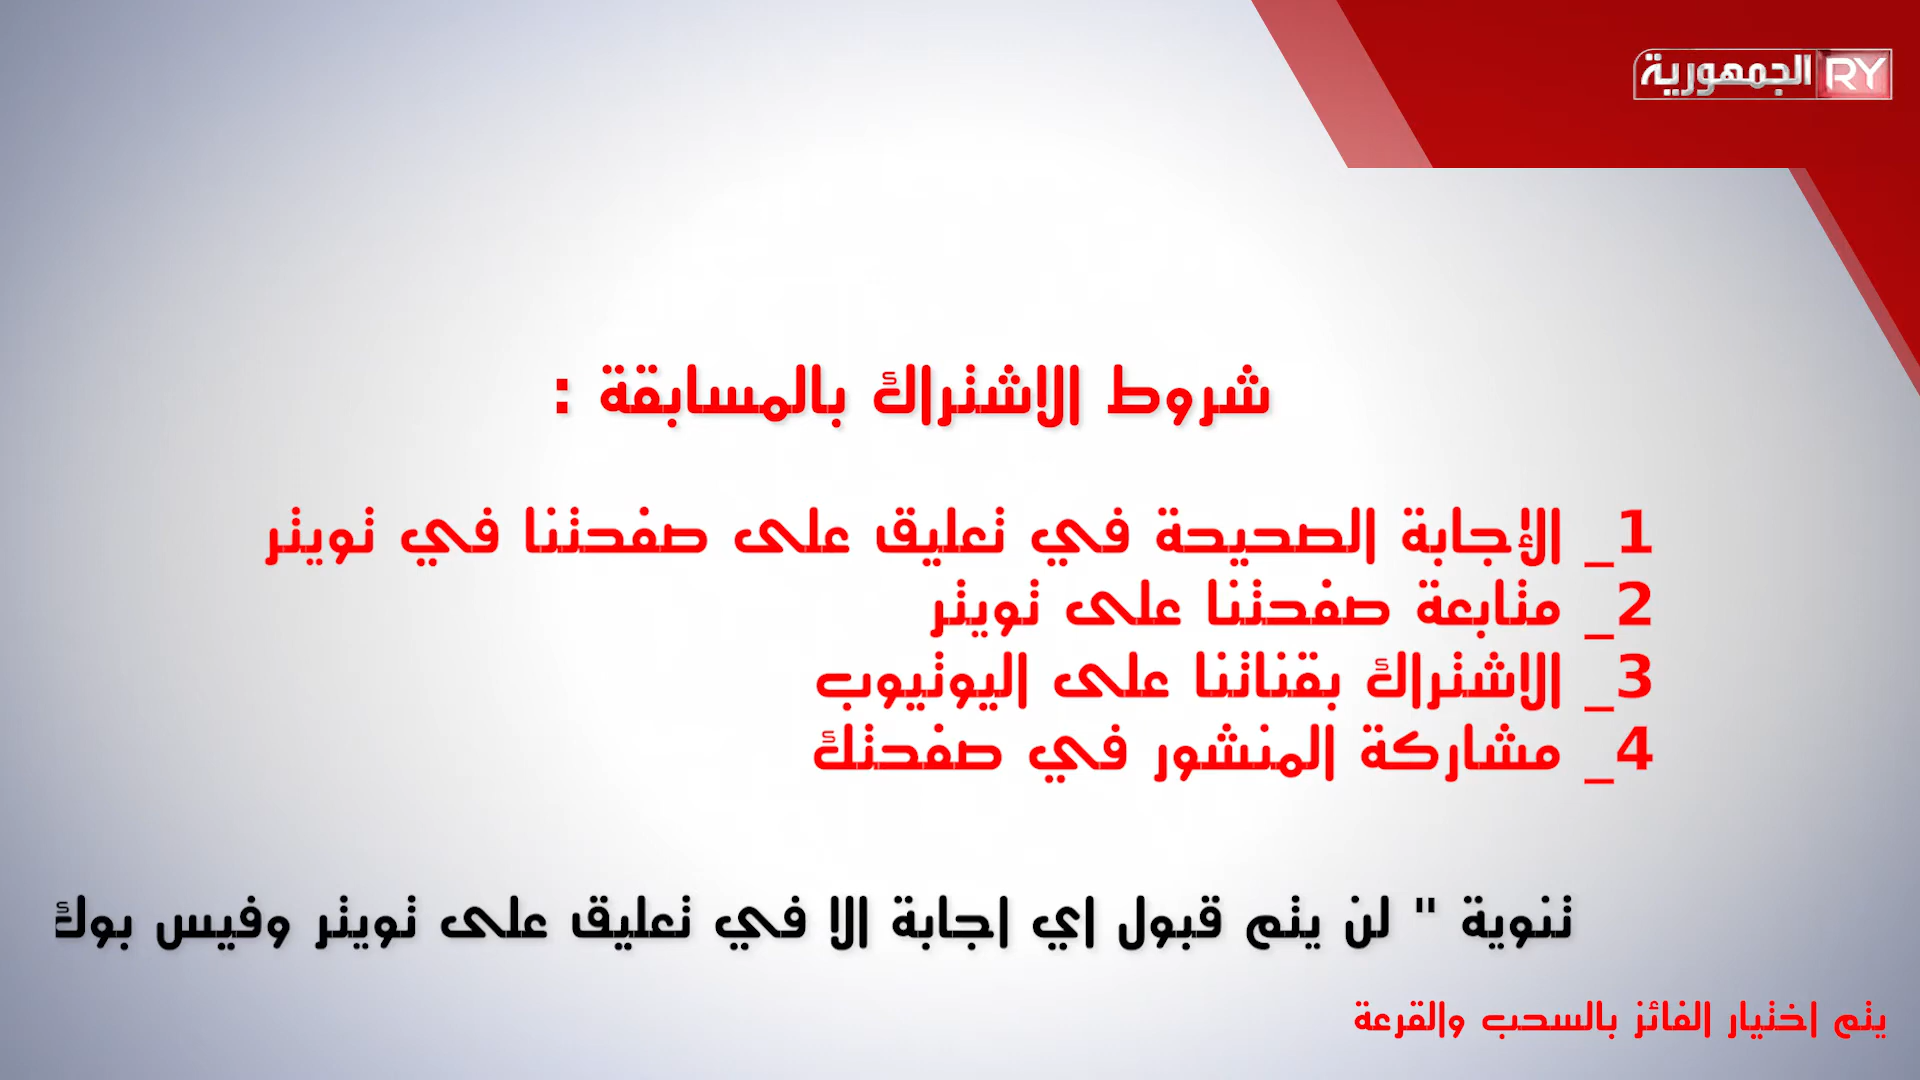 الجمهورية RY
شروط الاشتراك بالمسابقة :
1_ الإجابة الصحيحة في تعليق على صفحتنا في تويتر
2_ متابعة صفحتنا على تويتر
3_ الاشتراك بقناتنا على اليوتيوب
4_ مشاركة المنشور في صفحتك
تنوية " لن يتم قبول اي اجابة الا في تعليق على تويتر وفيس بوك
يتم اختيار الفائز بالسحب والقرعة